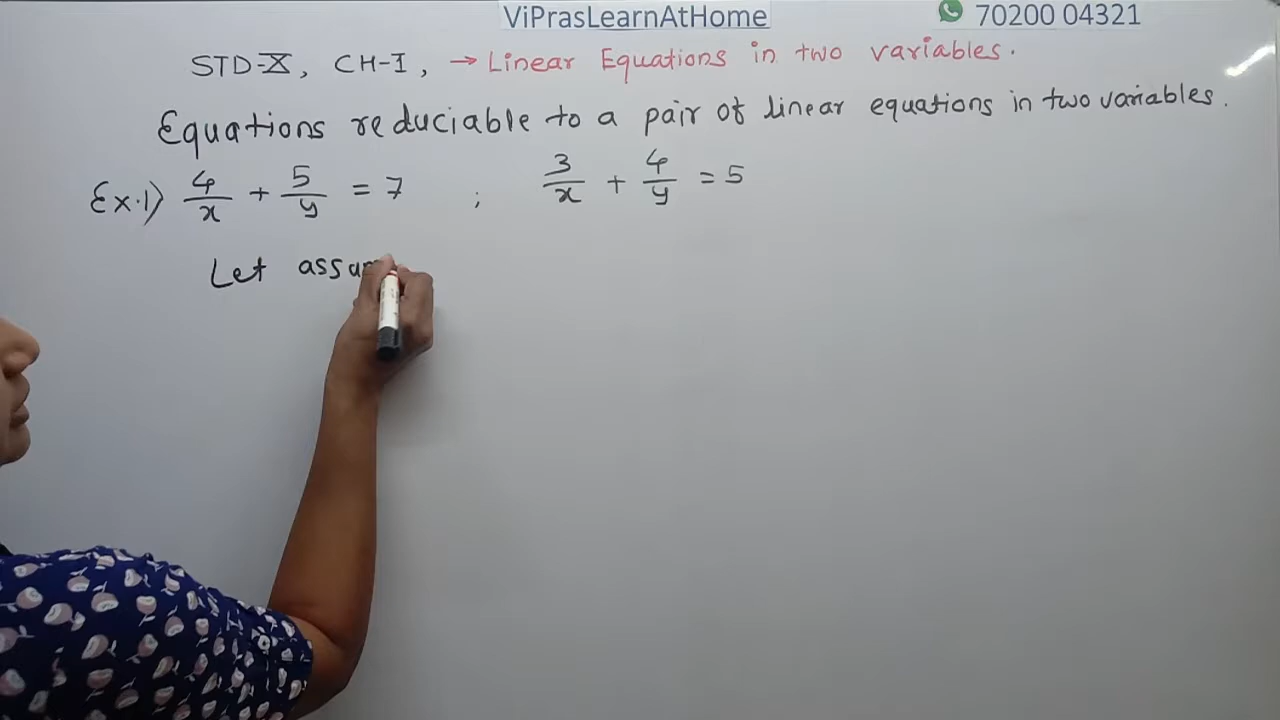 ViPrasLearnAtHome 70200 04321
STD-X, CH-I, → Linear Equations in two variables.
Equations reduciable to a pair of linear equations in two variables.
Ex.1) 4/x + 5/y = 7 ; 3/x + 4/y = 5
Let